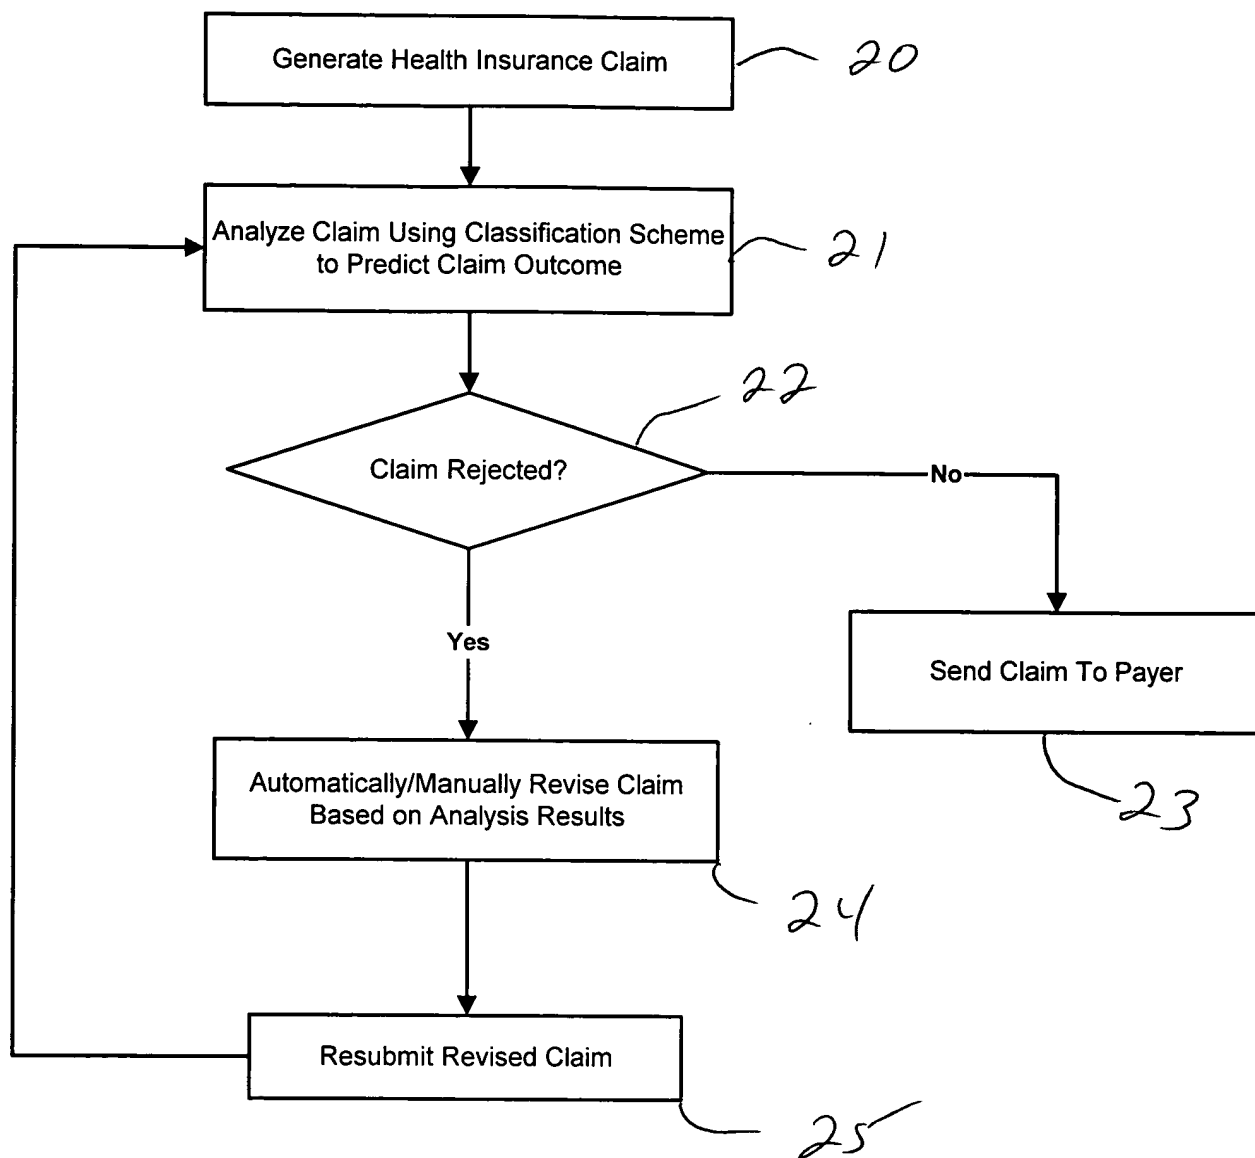 Generate Health Insurance Claim
20
Analyze Claim Using Classification Scheme
to Predict Claim Outcome
21
22
Claim Rejected?
No
Yes
Send Claim To Payer
23
Automatically/Manually Revise Claim
Based on Analysis Results
24
Resubmit Revised Claim
25